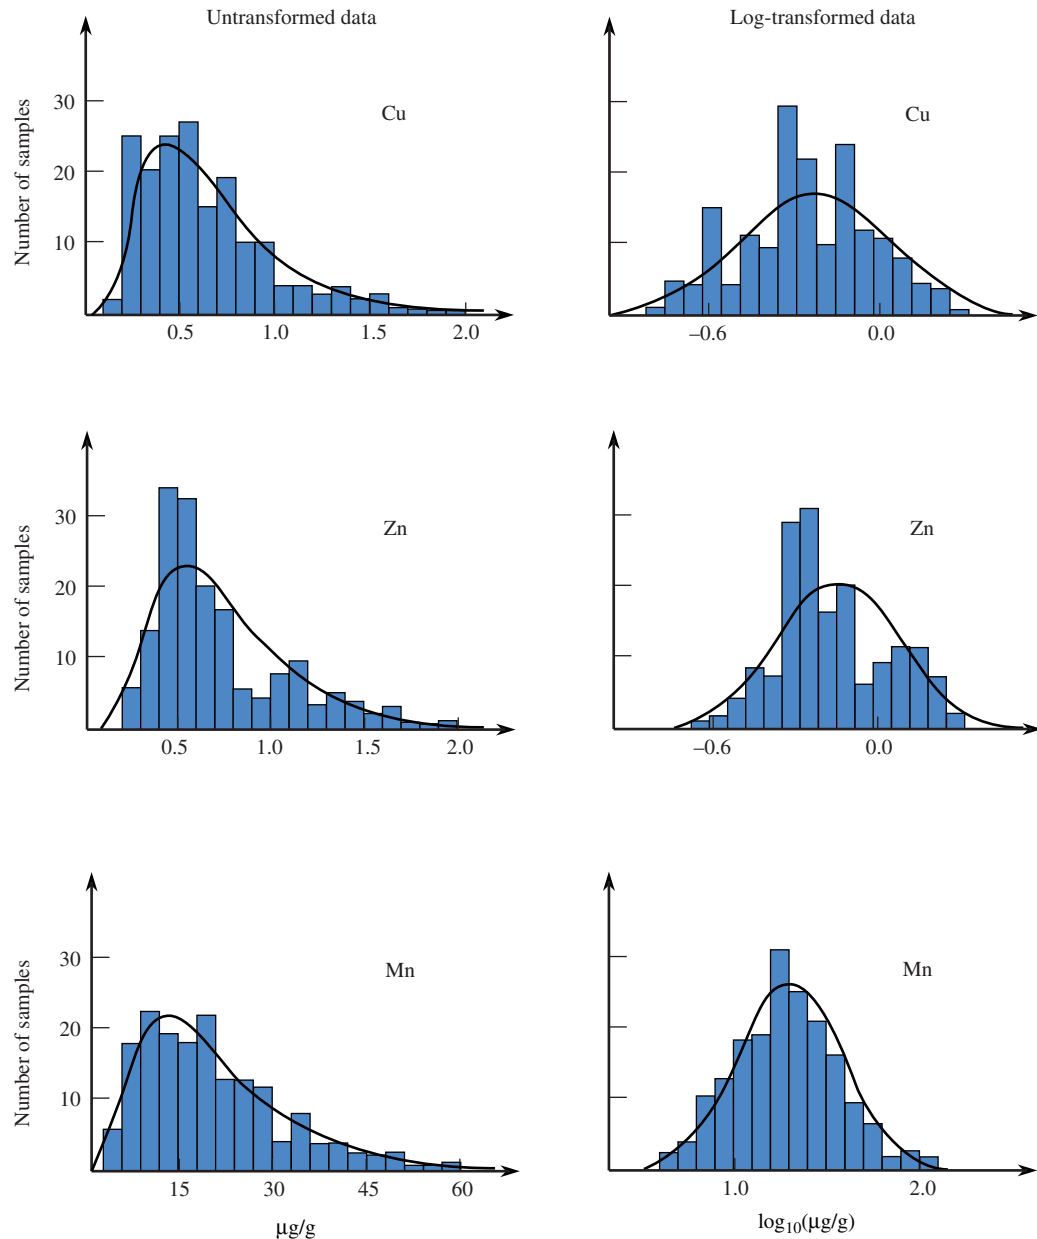 Untransformed data
Log-transformed data
Number of samples
30
20
10
Cu
0.5
1.0
1.5
2.0
Cu
–0.6
0.0
Number of samples
30
20
10
Zn
0.5
1.0
1.5
2.0
Zn
–0.6
0.0
Number of samples
30
20
10
Mn
15
30
45
60
µg/g
Mn
1.0
2.0
log10(µg/g)